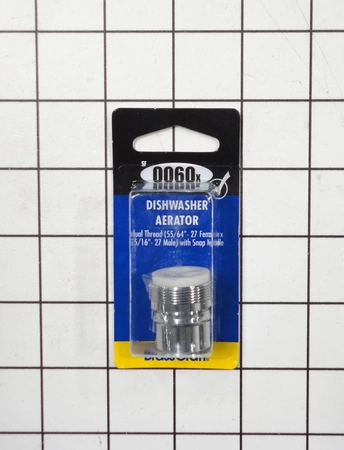 SF
0060x
DISHWASHER
AERATOR
Dual Thread (55/64"- 27 Female x
15/16"- 27 Male) with Snap Nipple
BrassCraft